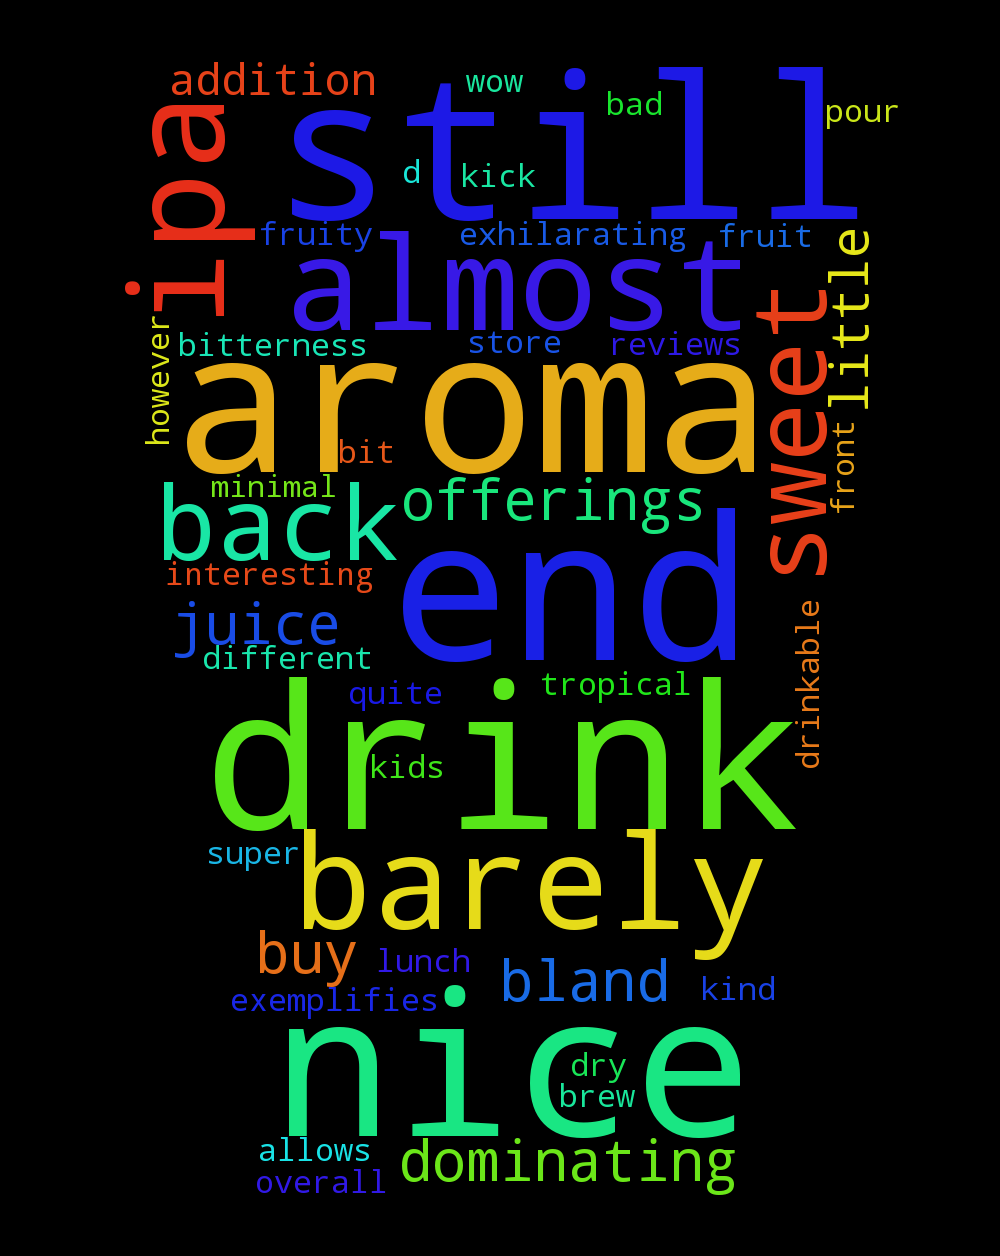 addition
wow
still
bad
pour
ipa
d
kick
fruity
exhilarating
fruit
almost
little
sweet
however
bitterness
store
reviews
aroma
bit
front
minimal
back
offerings
end
interesting
juice
different
drinkable
quite
tropical
drink
kids
super
barely
buy
lunch
bland
kind
exemplifies
nice
dry
brew
allows
dominating
overall